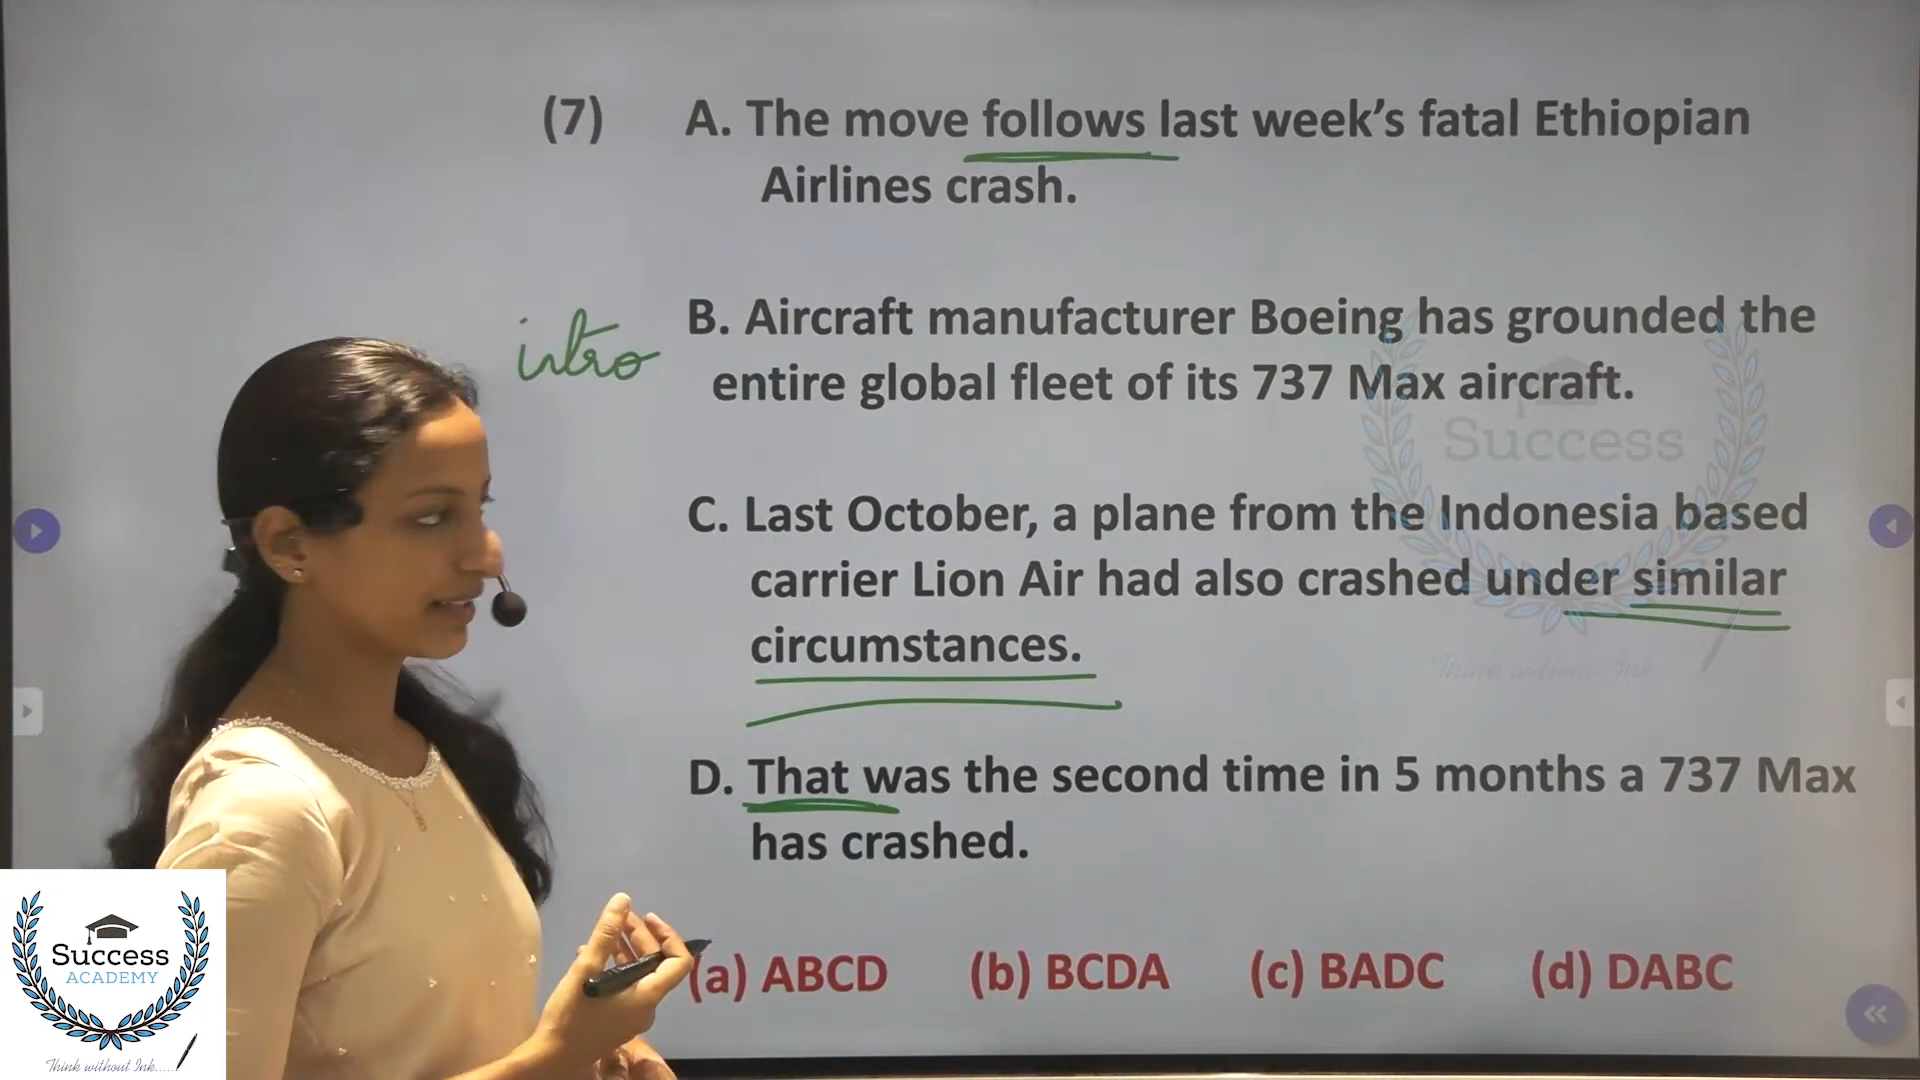 (7) A. The move follows last week's fatal Ethiopian
Airlines crash.
intro
B. Aircraft manufacturer Boeing has grounded the
entire global fleet of its 737 Max aircraft.
Success
C. Last October, a plane from the Indonesia based
carrier Lion Air had also crashed under similar
circumstances.
Think without Ink
D. That was the second time in 5 months a 737 Max
has crashed.
(a) ABCD (b) BCDA (c) BADC (d) DABC
Success
ACADEMY
Think without Ink.....